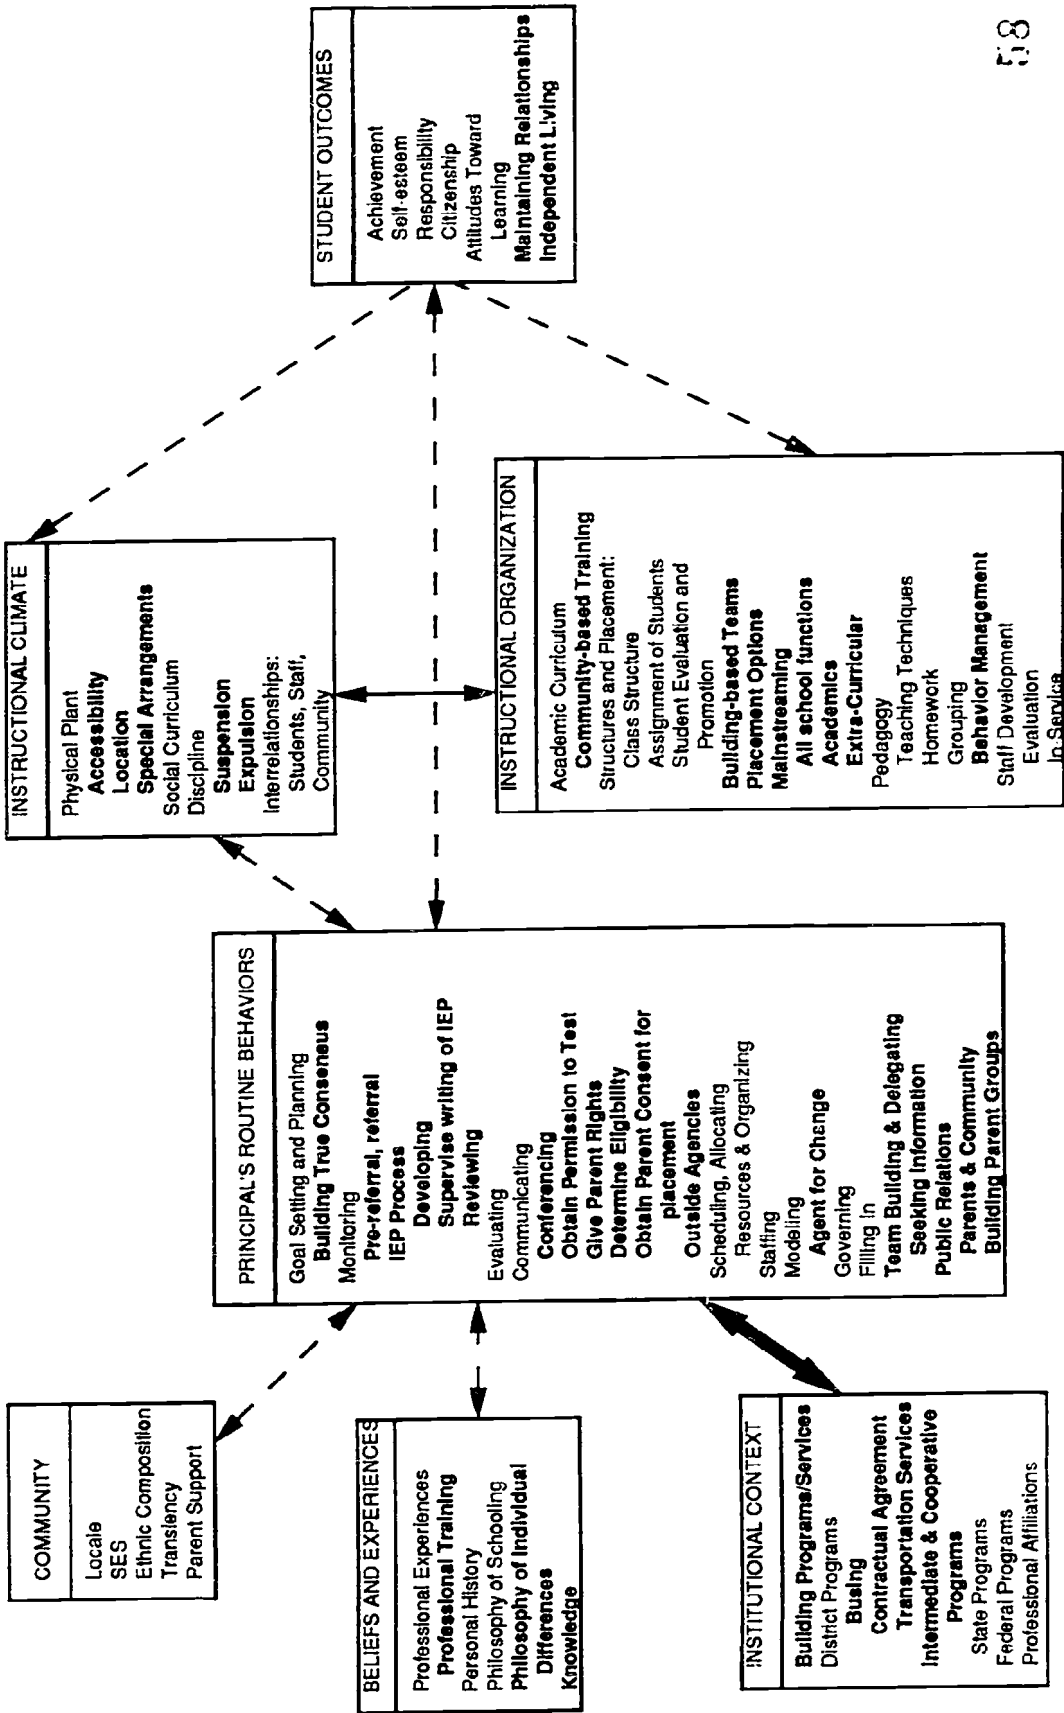 COMMUNITY
Locale
SES
Ethnic Composition
Transiency
Parent Support
BELIEFS AND EXPERIENCES
Professional Experiences
Professional Training
Personal History
Philosophy of Schooling
Philosophy of Individual
Differences
Knowledge
INSTITUTIONAL CONTEXT
Building Programs/Services
District Programs
Busing
Contractual Agreement
Transportation Services
Intermediate & Cooperative
Programs
State Programs
Federal Programs
Professional Affiliations
PRINCIPAL'S ROUTINE BEHAVIORS
Goal Setting and Planning
Building True Consensus
Monitoring
Pre-referral, referral
IEP Process
Developing
Supervise writing of IEP
Reviewing
Evaluating
Communicating
Conferencing
Obtain Permission to Test
Give Parent Rights
Determine Eligibility
Obtain Parent Consent for
placement
Outside Agencies
Scheduling, Allocating
Resources & Organizing
Staffing
Modeling
Agent for Change
Governing
Filling in
Team Building & Delegating
Seeking Information
Public Relations
Parents & Community
Building Parent Groups
INSTRUCTIONAL CLIMATE
Physical Plant
Accessibility
Location
Special Arrangements
Social Curriculum
Discipline
Suspension
Expulsion
Interrelationships:
Students, Staff,
Community
INSTRUCTIONAL ORGANIZATION
Academic Curriculum
Community-based Training
Structures and Placement:
Class Structure
Assignment of Students
Student Evaluation and
Promotion
Building-based Teams
Placement Options
Mainstreaming
All school functions
Academics
Extra-Curricular
Pedagogy
Teaching Techniques
Homework
Grouping
Behavior Management
Staff Development
Evaluation
In-Service
STUDENT OUTCOMES
Achievement
Self-esteem
Responsibility
Citizenship
Attitudes Toward
Learning
Maintaining Relationships
Independent Living
58